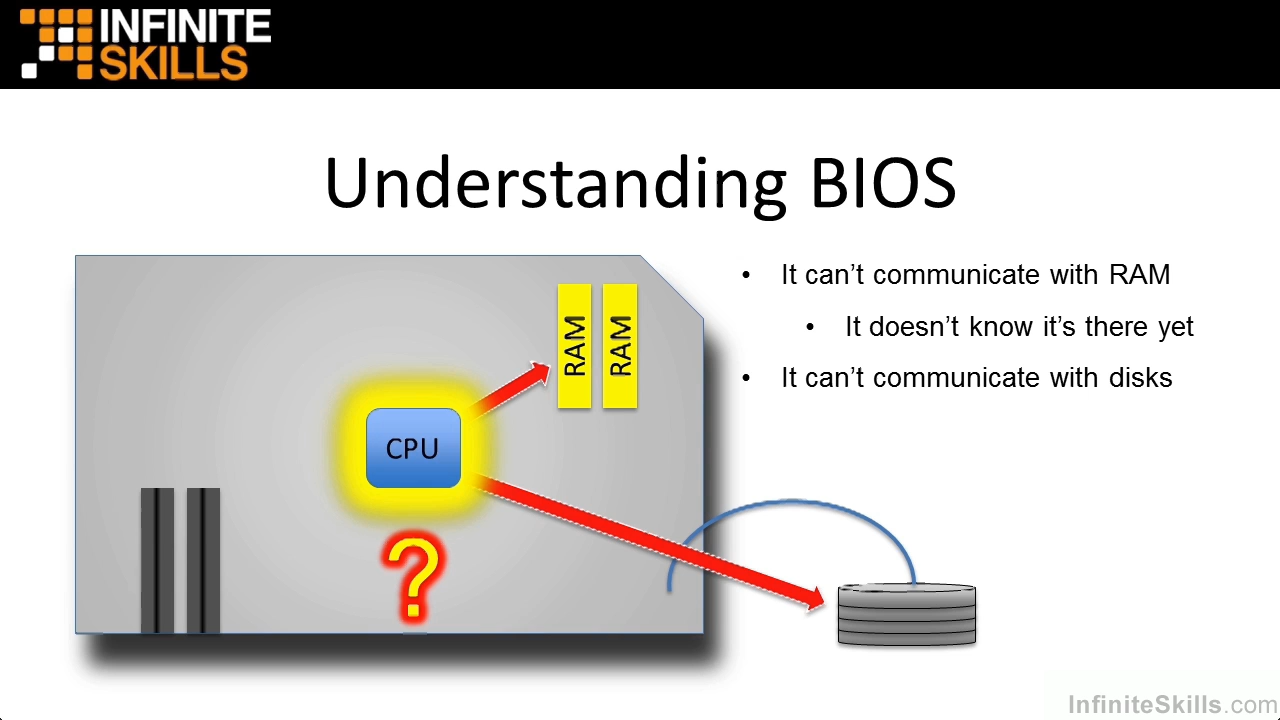 INFINITE
SKILLS
Understanding BIOS
• It can't communicate with RAM
• It doesn't know it's there yet
• It can't communicate with disks
RAM
RAM
CPU
?
InfiniteSkills.com